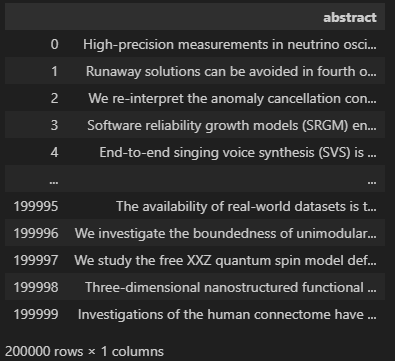 abstract
0 High-precision measurements in neutrino osci...
1 Runaway solutions can be avoided in fourth o...
2 We re-interpret the anomaly cancellation con...
3 Software reliability growth models (SRGM) en...
4 End-to-end singing voice synthesis (SVS) is ...
... ...
199995 The availability of real-world datasets is t...
199996 We investigate the boundedness of unimodular...
199997 We study the free XXZ quantum spin model def...
199998 Three-dimensional nanostructured functional ...
199999 Investigations of the human connectome have ...
200000 rows × 1 columns